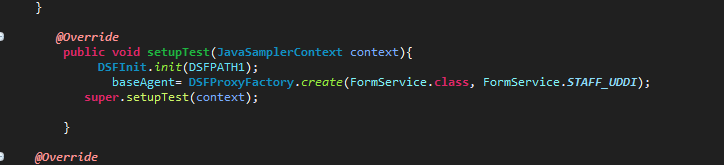 }
@Override
public void setupTest(JavaSamplerContext context){
DSFInit.init(DSFPATH1);
baseAgent= DSFProxyFactory.create(FormService.class, FormService.STAFF_UDDI);
super.setupTest(context);
}
@Override